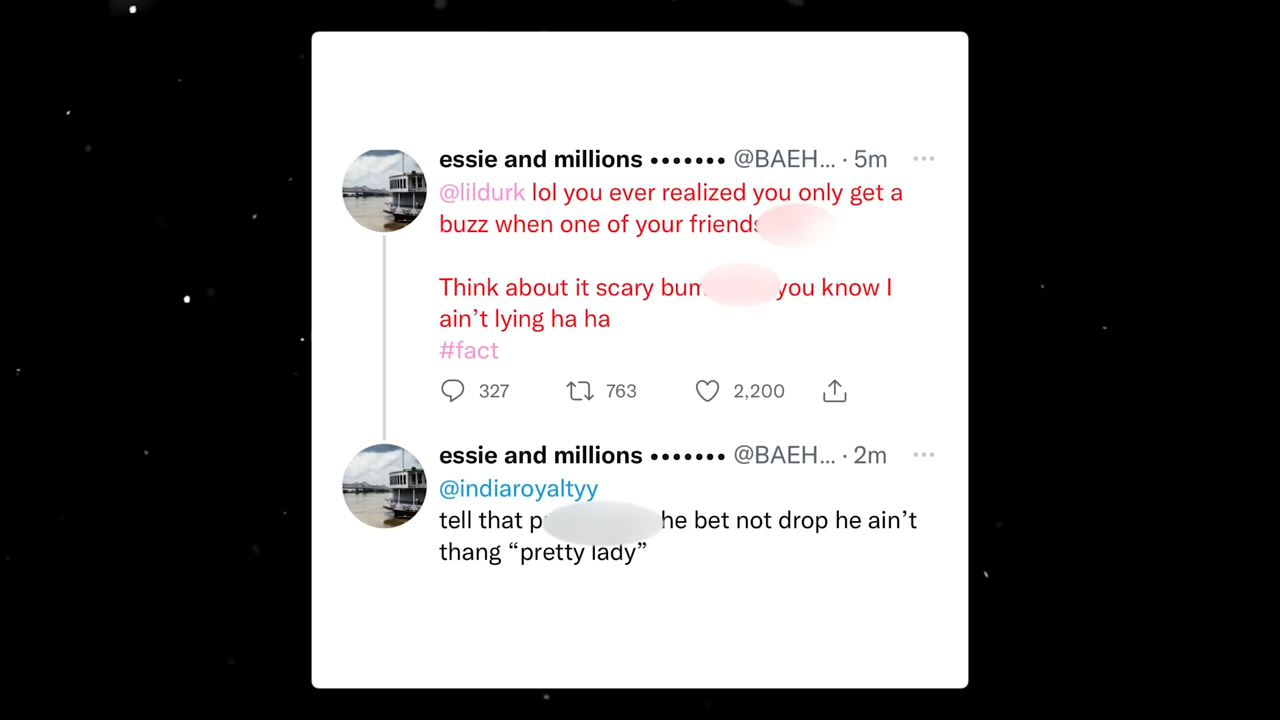 essie and millions ••••••• @BAEH... · 5m
@lildurk lol you ever realized you only get a
buzz when one of your friends
Think about it scary you know I
ain't lying ha ha
#fact
327 763 2,200
essie and millions ••••••• @BAEH... · 2m
@indiaroyaltyy
tell that he bet not drop he ain't
thang “pretty lady”